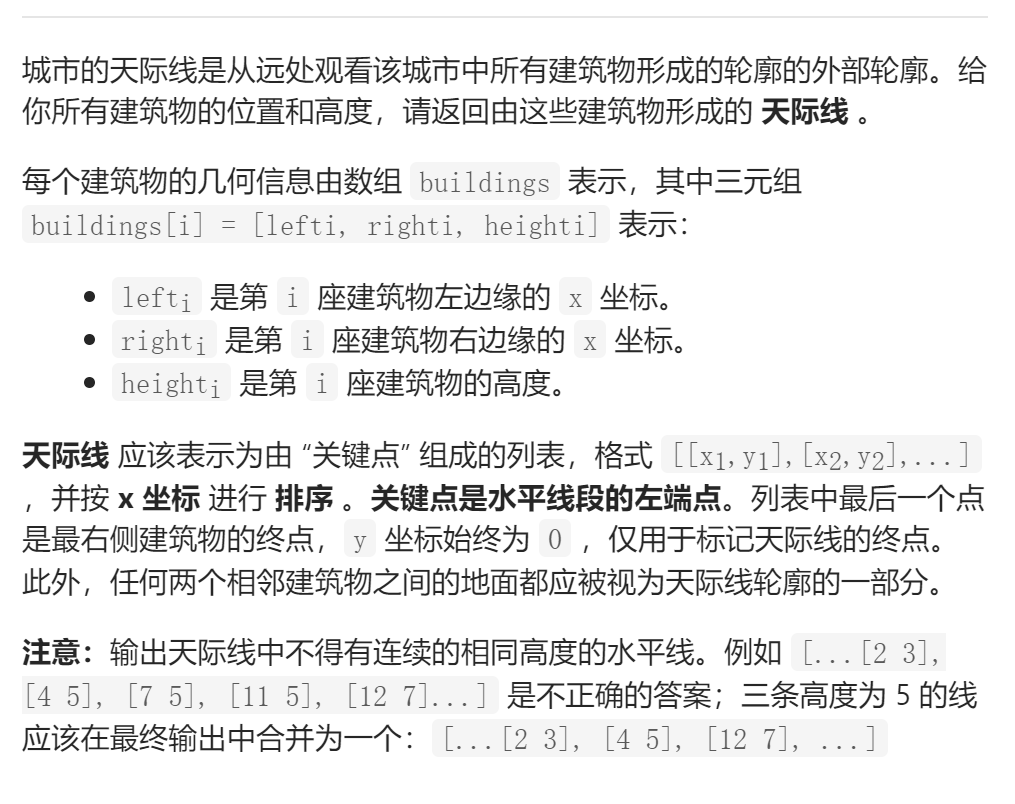 城市的天际线是从远处观看该城市中所有建筑物形成的轮廓的外部轮廓。给
你所有建筑物的位置和高度，请返回由这些建筑物形成的 天际线 。
每个建筑物的几何信息由数组 buildings 表示，其中三元组
buildings[i] = [lefti, righti, heighti] 表示：
• lefti 是第 i 座建筑物左边缘的 x 坐标。
• righti 是第 i 座建筑物右边缘的 x 坐标。
• heighti 是第 i 座建筑物的高度。
天际线 应该表示为由 “关键点” 组成的列表，格式 [[x1,y1],[x2,y2],...]
，并按 x 坐标 进行 排序 。关键点是水平线段的左端点。列表中最后一个点
是最右侧建筑物的终点， y 坐标始终为 0 ，仅用于标记天际线的终点。
此外，任何两个相邻建筑物之间的地面都应被视为天际线轮廓的一部分。
注意：输出天际线中不得有连续的相同高度的水平线。例如 [...[2 3],
[4 5], [7 5], [11 5], [12 7]...] 是不正确的答案；三条高度为 5 的线
应该在最终输出中合并为一个： [...[2 3], [4 5], [12 7], ...]